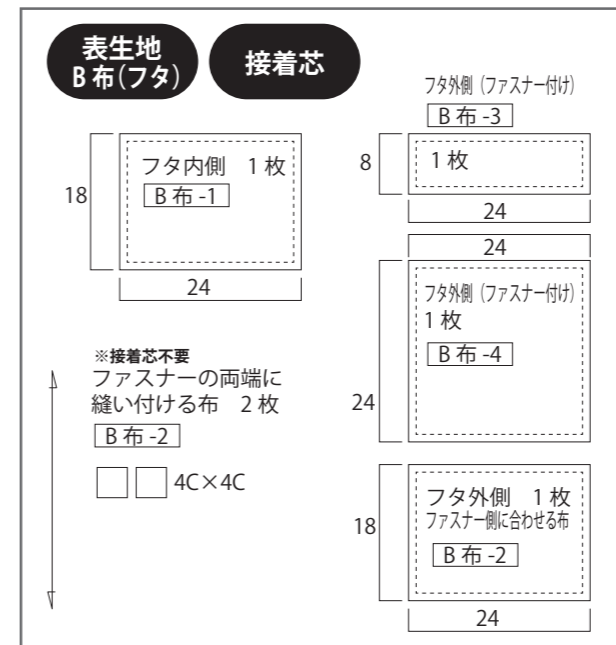 表生地
B布(フタ)
接着芯
18
フタ内側 1枚
B布-1
24
※接着芯不要
ファスナーの両端に
縫い付ける布 2枚
B布-2
4C×4C
フタ外側(ファスナー付け)
B布-3
8
1枚
24
24
フタ外側(ファスナー付け)
1枚
B布-4
24
18
フタ外側 1枚
ファスナー側に合わせる布
B布-2
24